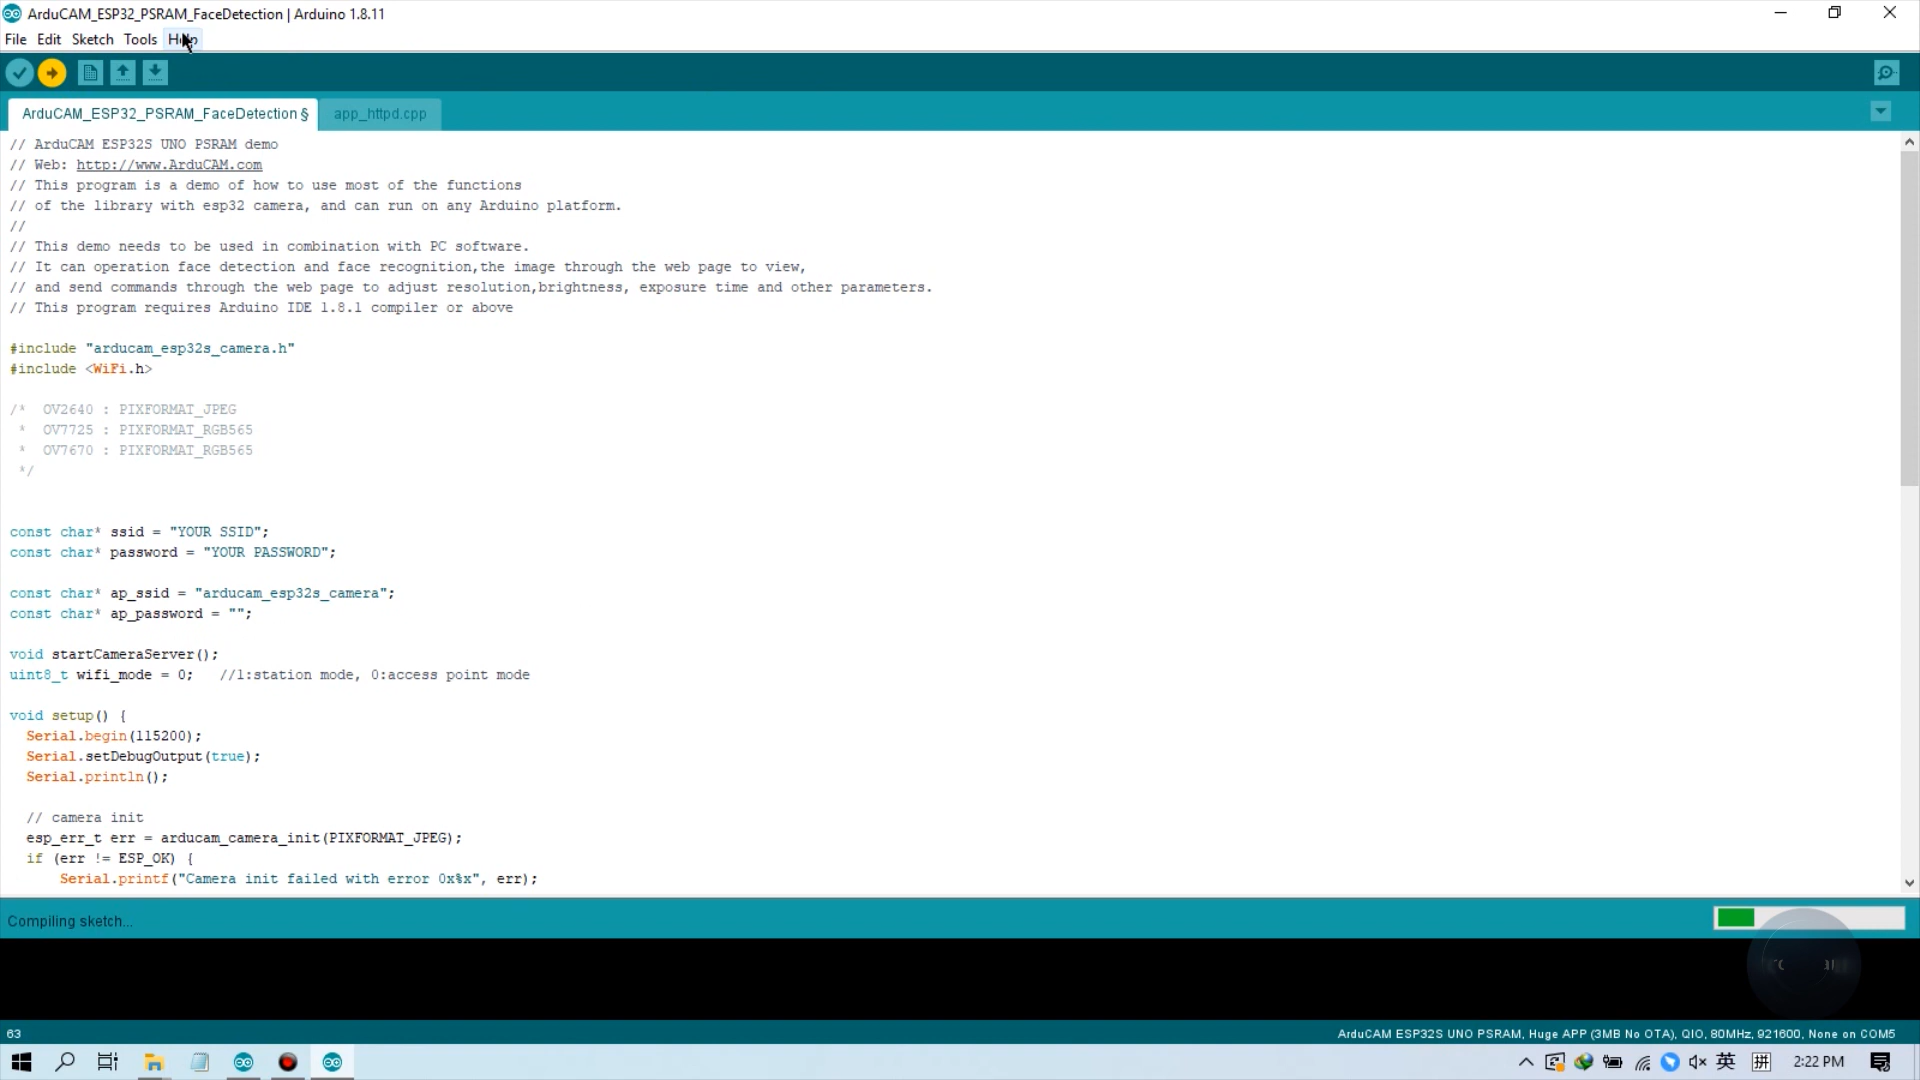 ArduCAM_ESP32_PSRAM_FaceDetection | Arduino 1.8.11
File Edit Sketch Tools Help
ArduCAM_ESP32_PSRAM_FaceDetection § app_httpd.cpp
// ArduCAM ESP32S UNO PSRAM demo
// Web: http://www.ArduCAM.com
// This program is a demo of how to use most of the functions
// of the library with esp32 camera, and can run on any Arduino platform.
//
// This demo needs to be used in combination with PC software.
// It can operation face detection and face recognition,the image through the web page to view,
// and send commands through the web page to adjust resolution,brightness, exposure time and other parameters.
// This program requires Arduino IDE 1.8.1 compiler or above
#include "arducam_esp32s_camera.h"
#include <WiFi.h>
/*  OV2640 : PIXFORMAT_JPEG
 *  OV7725 : PIXFORMAT_RGB565
 *  OV7670 : PIXFORMAT_RGB565
 */
const char* ssid = "YOUR SSID";
const char* password = "YOUR PASSWORD";
const char* ap_ssid = "arducam_esp32s_camera";
const char* ap_password = "";
void startCameraServer();
uint8_t wifi_mode = 0;   //1:station mode, 0:access point mode
void setup() {
  Serial.begin(115200);
  Serial.setDebugOutput(true);
  Serial.println();
  // camera init
  esp_err_t err = arducam_camera_init(PIXFORMAT_JPEG);
  if (err != ESP_OK) {
      Serial.printf("Camera init failed with error 0x%x", err);
Compiling sketch...
63 ArduCAM ESP32S UNO PSRAM, Huge APP (3MB No OTA), QIO, 80MHz, 921600, None on COM5
英 拼 2:22 PM